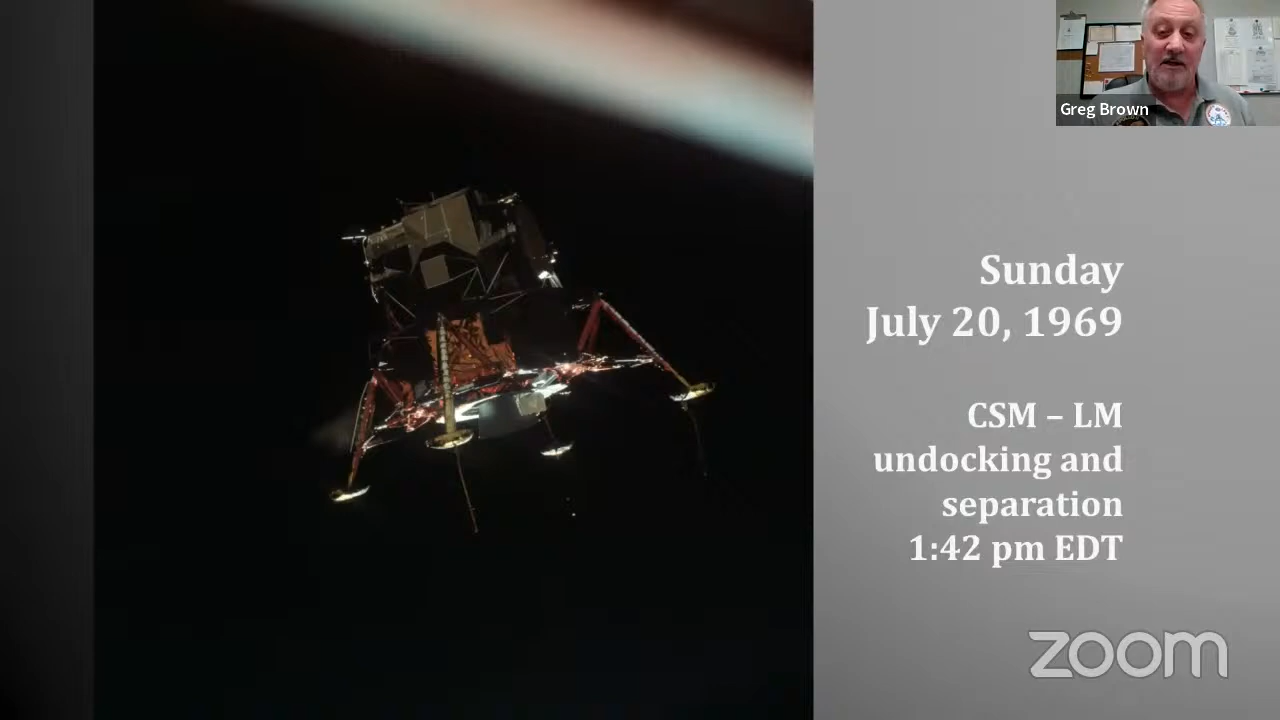 Greg Brown
Sunday
July 20, 1969
CSM – LM
undocking and
separation
1:42 pm EDT
zoom